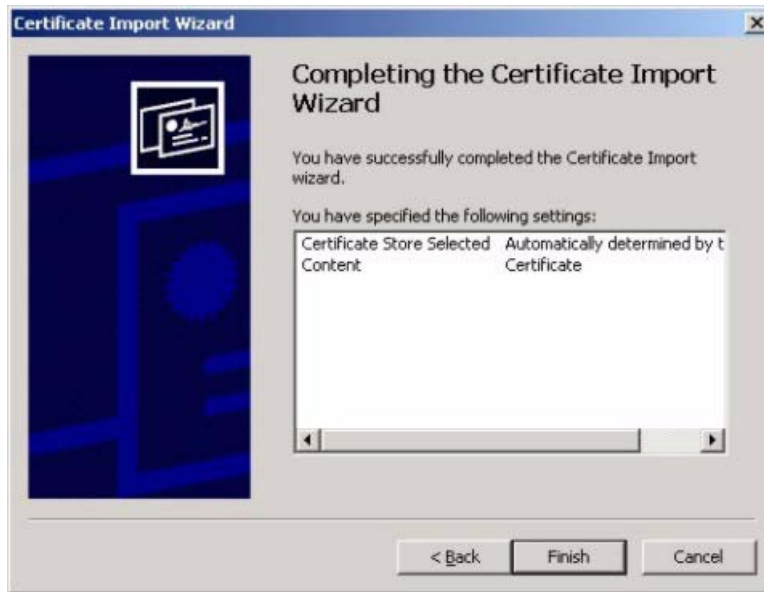 Certificate Import Wizard
Completing the Certificate Import
Wizard
You have successfully completed the Certificate Import
wizard.
You have specified the following settings:
Certificate Store Selected Automatically determined by t
Content Certificate
< Back Finish Cancel